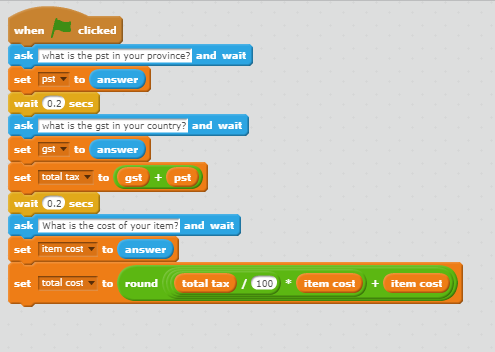 when clicked
ask what is the pst in your province? and wait
set pst to answer
wait 0.2 secs
ask what is the gst in your country? and wait
set gst to answer
set total tax to gst + pst
wait 0.2 secs
ask What is the cost of your item? and wait
set item cost to answer
set total cost to round total tax / 100 * item cost + item cost